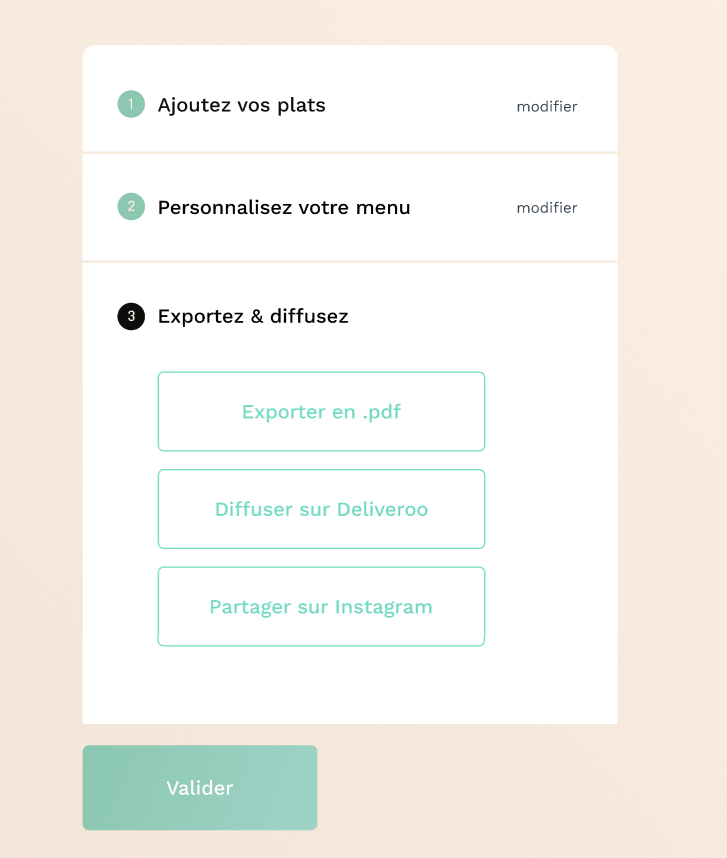 1 Ajoutez vos plats modifier
2 Personnalisez votre menu modifier
3 Exportez & diffusez
Exporter en .pdf
Diffuser sur Deliveroo
Partager sur Instagram
Valider